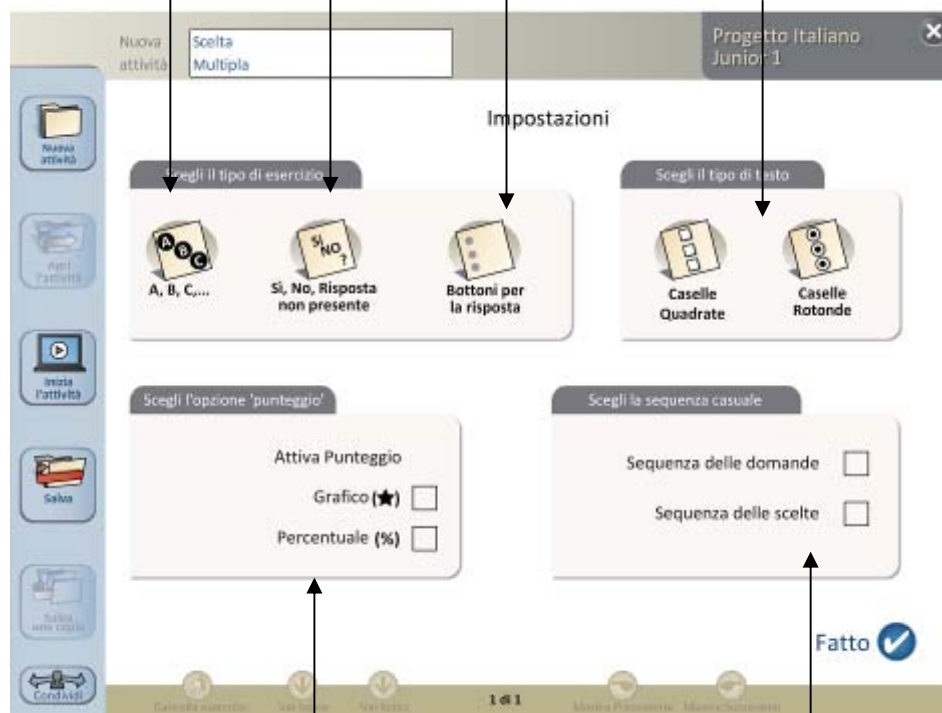 Nuova
attività
Scelta
Multipla
Progetto Italiano
Junior 1
Impostazioni
Scegli il tipo di esercizio
Scegli il tipo di testo
A, B, C,...
Sì, No, Risposta
non presente
Bottoni per
la risposta
Caselle
Quadrate
Caselle
Rotonde
Scegli l'opzione 'punteggio'
Scegli la sequenza casuale
Attiva Punteggio
Grafico (★)
Percentuale (%)
Sequenza delle domande
Sequenza delle scelte
Fatto
Nuova
attività
Apri
l'attività
Inizia
l'attività
Salva
Salva
una copia
Condividi
1 di 1